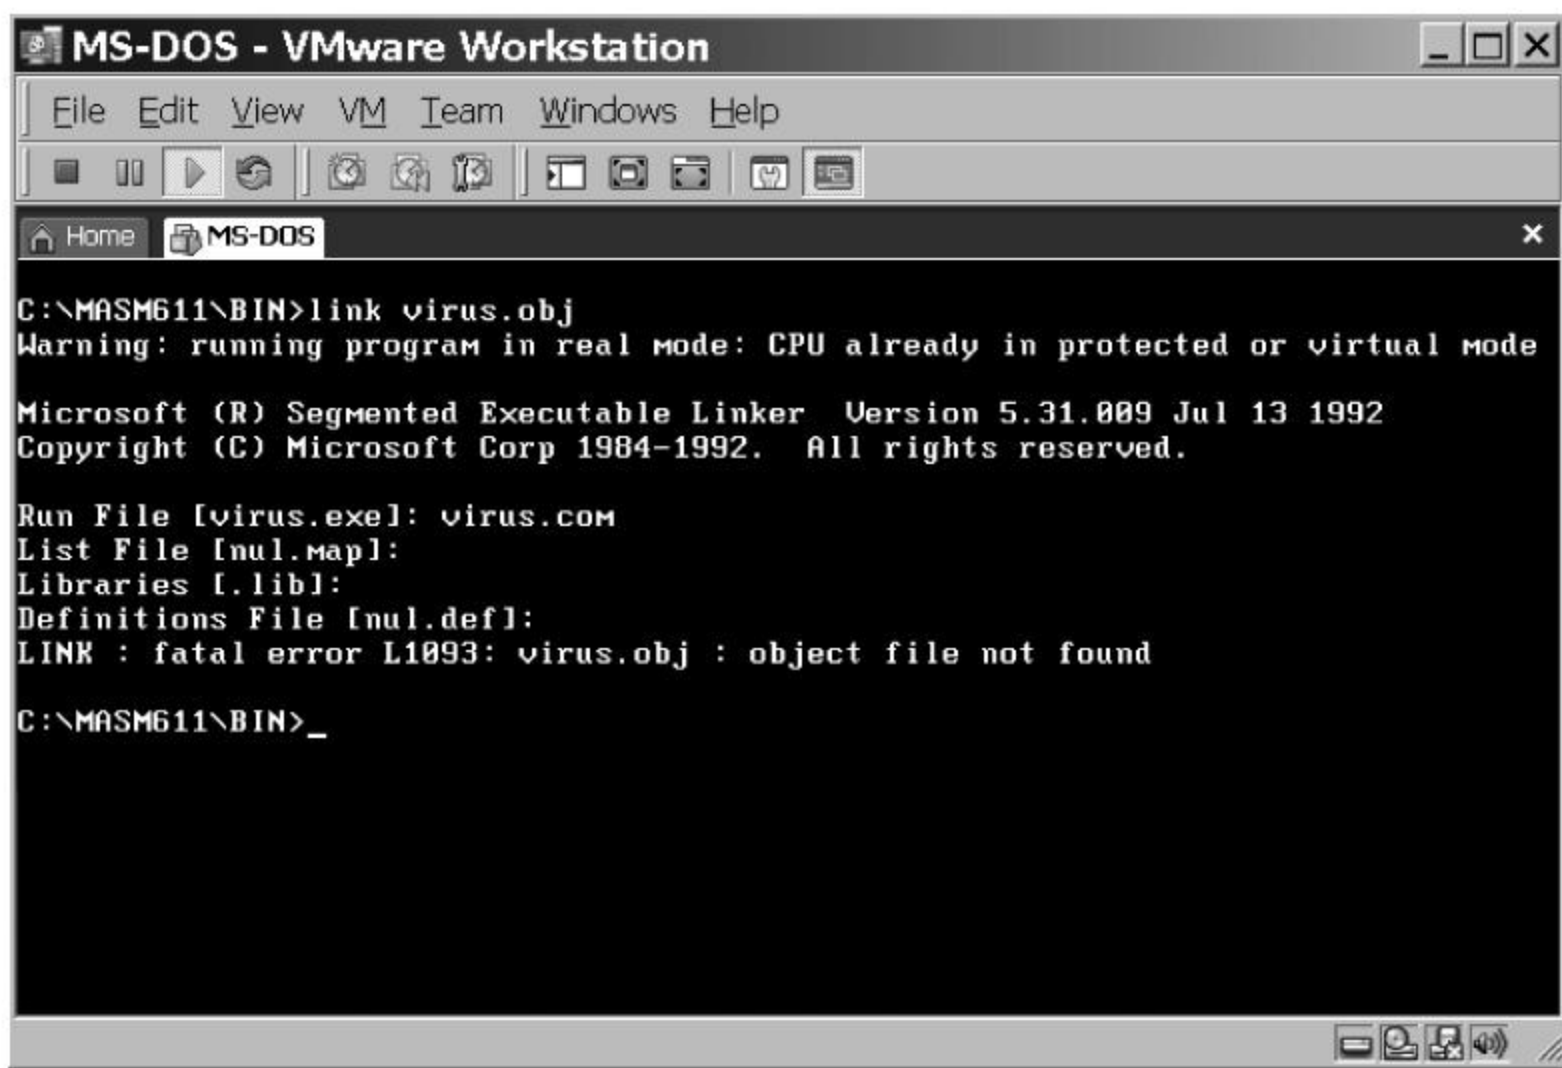 MS-DOS - VMware Workstation
File Edit View VM Team Windows Help
Home MS-DOS
C:\MASM611\BIN>link virus.obj
Warning: running program in real mode: CPU already in protected or virtual mode
Microsoft (R) Segmented Executable Linker  Version 5.31.009 Jul 13 1992
Copyright (C) Microsoft Corp 1984-1992.  All rights reserved.
Run File [virus.exe]: virus.com
List File [nul.map]:
Libraries [.lib]:
Definitions File [nul.def]:
LINK : fatal error L1093: virus.obj : object file not found
C:\MASM611\BIN>_